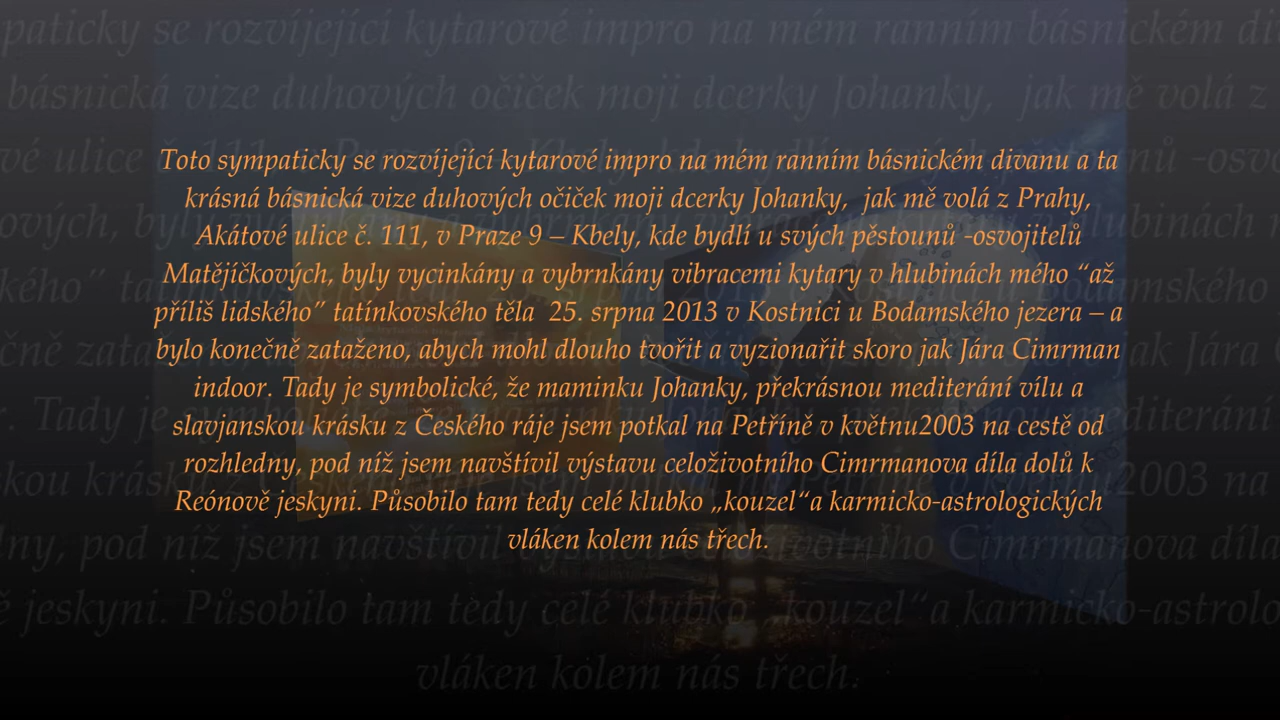 Toto sympaticky se rozvíjející kytarové impro na mém ranním básnickém divanu a ta
krásná básnická vize duhových očiček moji dcerky Johanky,  jak mě volá z Prahy,
Akátové ulice č. 111, v Praze 9 – Kbely, kde bydlí u svých pěstounů -osvojitelů
Matějíčkových, byly vycinkány a vybrnkány vibracemi kytary v hlubinách mého “až
příliš lidského” tatínkovského těla  25. srpna 2013 v Kostnici u Bodamského jezera – a
bylo konečně zataženo, abych mohl dlouho tvořit a vyzionařit skoro jak Jára Cimrman
indoor. Tady je symbolické, že maminku Johanky, překrásnou mediterání vílu a
slavjanskou krásku z Českého ráje jsem potkal na Petříně v květnu2003 na cestě od
rozhledny, pod níž jsem navštívil výstavu celoživotního Cimrmanova díla dolů k
Reónově jeskyni. Působilo tam tedy celé klubko „kouzel“a karmicko-astrologických
vláken kolem nás třech.